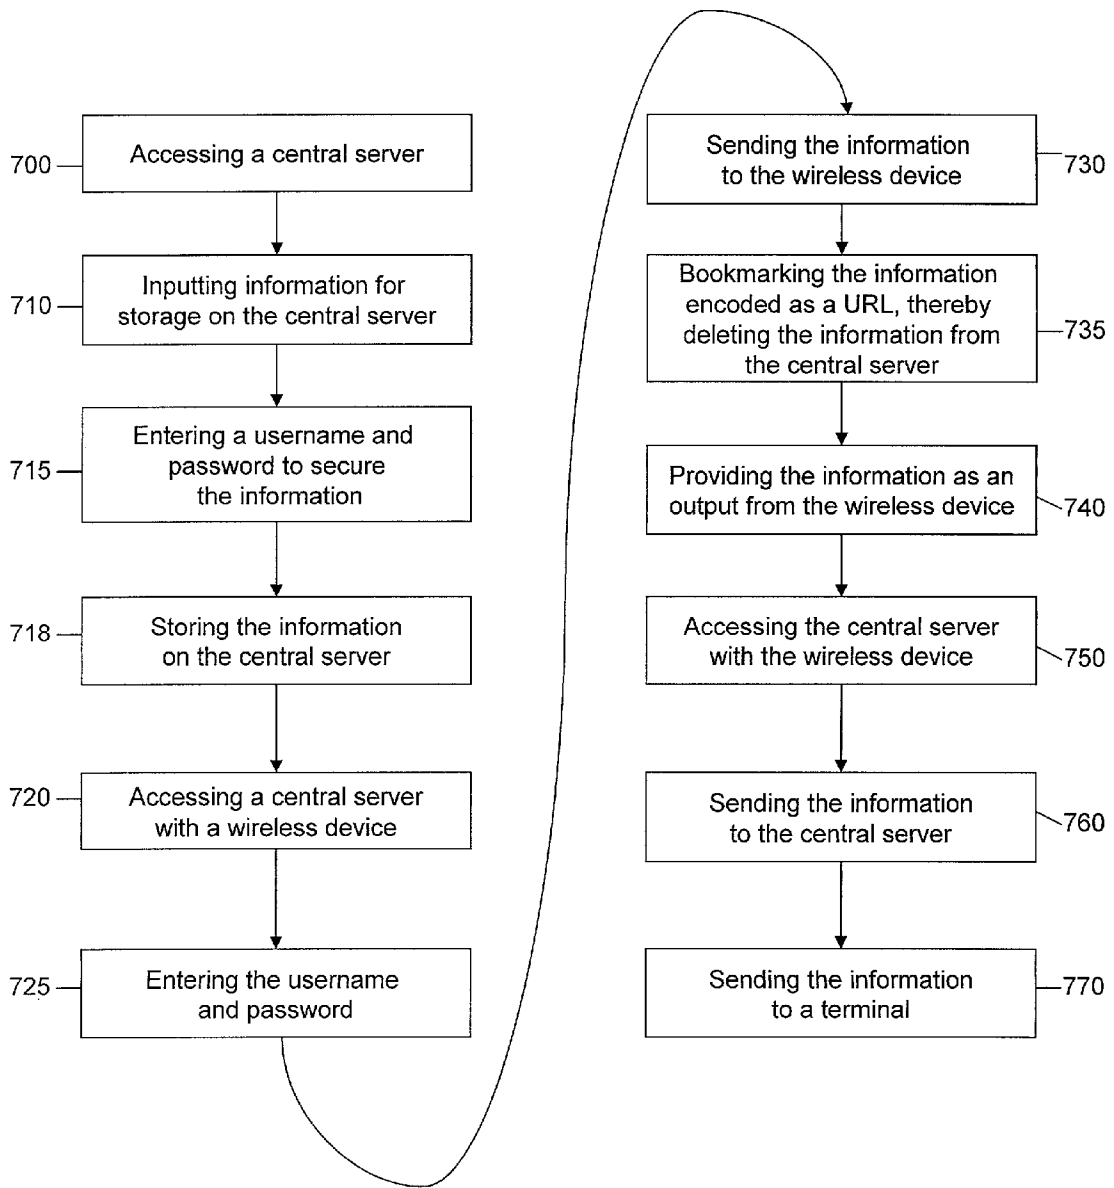 700
Accessing a central server
710
Inputting information for
storage on the central server
715
Entering a username and
password to secure
the information
718
Storing the information
on the central server
720
Accessing a central server
with a wireless device
725
Entering the username
and password
Sending the information
to the wireless device
730
Bookmarking the information
encoded as a URL, thereby
deleting the information from
the central server
735
Providing the information as an
output from the wireless device
740
Accessing the central server
with the wireless device
750
Sending the information
to the central server
760
Sending the information
to a terminal
770